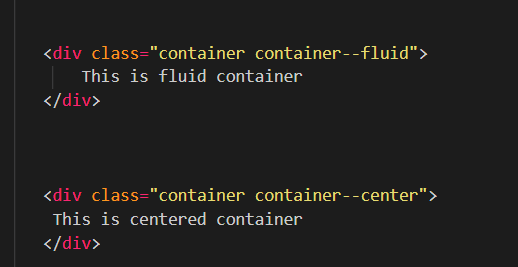 <div class="container container--fluid">
    This is fluid container
</div>
<div class="container container--center">
 This is centered container
</div>